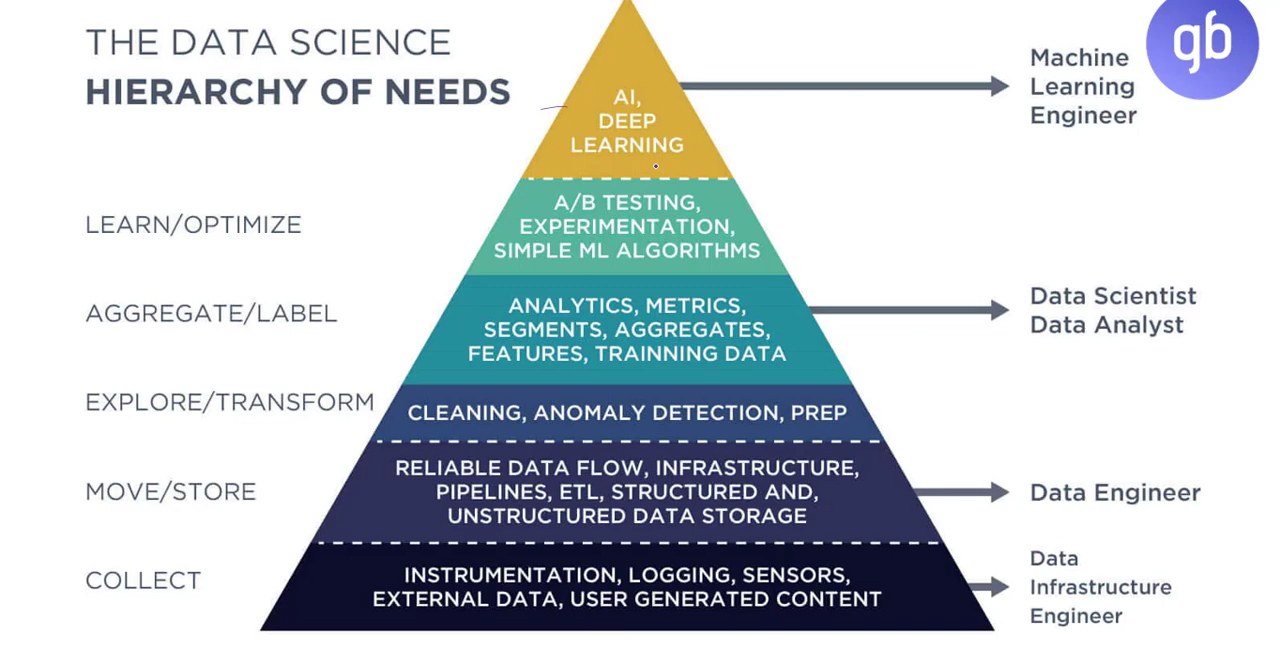 THE DATA SCIENCE
HIERARCHY OF NEEDS
gb
AI,
DEEP
LEARNING
Machine
Learning
Engineer
LEARN/OPTIMIZE
A/B TESTING,
EXPERIMENTATION,
SIMPLE ML ALGORITHMS
AGGREGATE/LABEL
ANALYTICS, METRICS,
SEGMENTS, AGGREGATES,
FEATURES, TRAINNING DATA
Data Scientist
Data Analyst
EXPLORE/TRANSFORM
CLEANING, ANOMALY DETECTION, PREP
MOVE/STORE
RELIABLE DATA FLOW, INFRASTRUCTURE,
PIPELINES, ETL, STRUCTURED AND,
UNSTRUCTURED DATA STORAGE
Data Engineer
COLLECT
INSTRUMENTATION, LOGGING, SENSORS,
EXTERNAL DATA, USER GENERATED CONTENT
Data
Infrastructure
Engineer